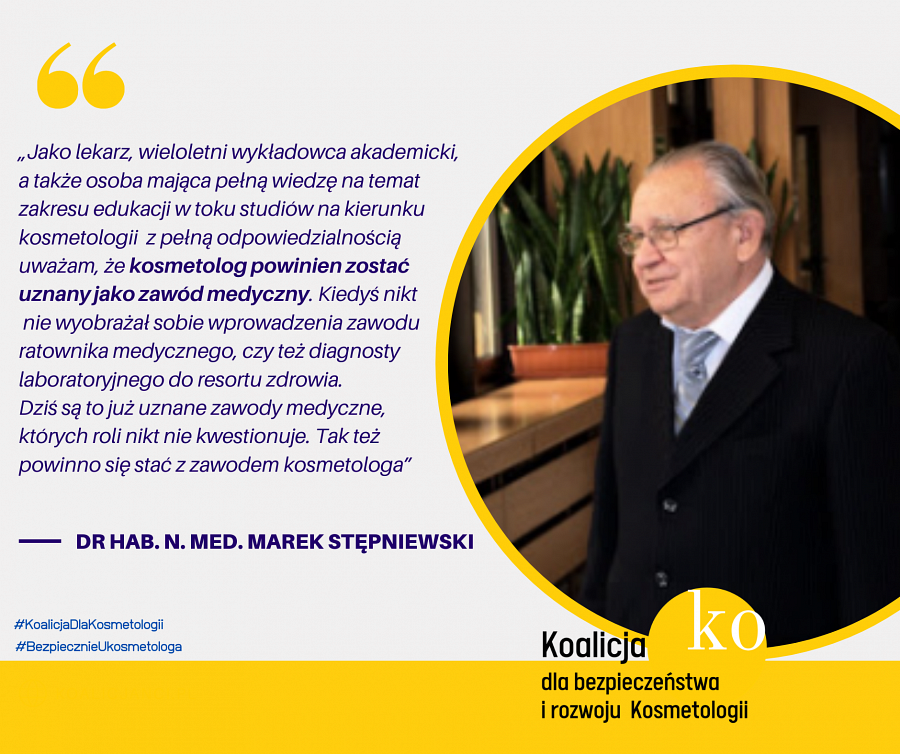 „Jako lekarz, wieloletni wykładowca akademicki,
a także osoba mająca pełną wiedzę na temat
zakresu edukacji w toku studiów na kierunku
kosmetologii z pełną odpowiedzialnością
uważam, że kosmetolog powinien zostać
uznany jako zawód medyczny. Kiedyś nikt
nie wyobrażał sobie wprowadzenia zawodu
ratownika medycznego, czy też diagnosty
laboratoryjnego do resortu zdrowia.
Dziś są to już uznane zawody medyczne,
których roli nikt nie kwestionuje. Tak też
powinno się stać z zawodem kosmetologa”
DR HAB. N. MED. MAREK STĘPNIEWSKI
#KoalicjaDlaKosmetologii
#BezpiecznieUkosmetologa
ko
Koalicja
dla bezpieczeństwa
i rozwoju Kosmetologii